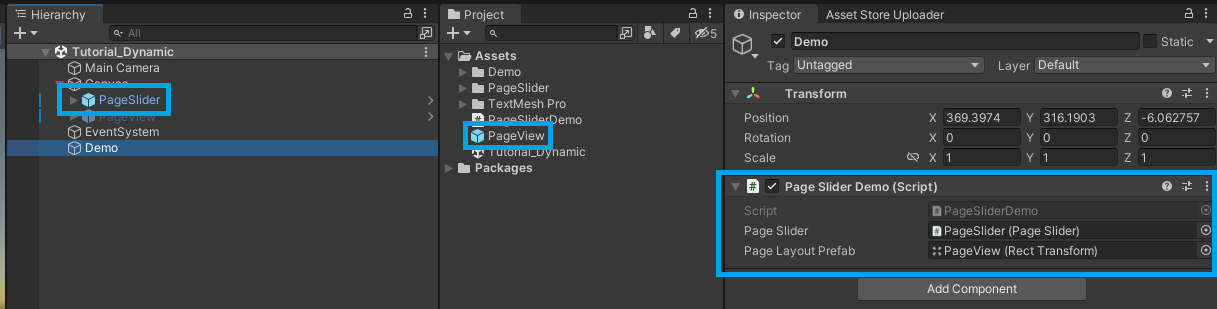 Hierarchy
All
Tutorial_Dynamic
Main Camera
Canvas
PageSlider
PageView
EventSystem
Demo
Project
5
Assets
Demo
PageSlider
TextMesh Pro
PageSliderDemo
PageView
Tutorial_Dynamic
Packages
Inspector Asset Store Uploader
Demo Static
Tag Untagged Layer Default
Transform
Position X 369.3974 Y 316.1903 Z -6.062757
Rotation X 0 Y 0 Z 0
Scale X 1 Y 1 Z 1
# Page Slider Demo (Script)
Script # PageSliderDemo
Page Slider # PageSlider (Page Slider)
Page Layout Prefab PageView (Rect Transform)
Add Component